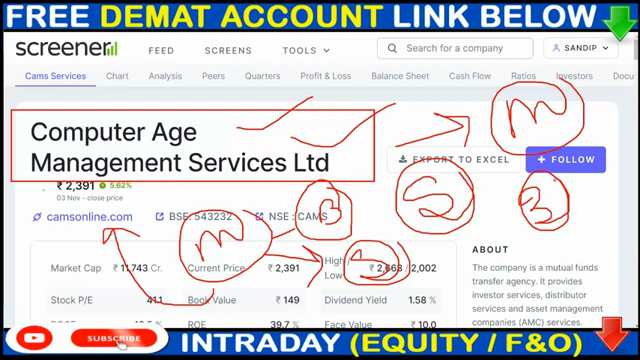 FREE DEMAT ACCOUNT LINK BELOW
screener
FEED
SCREENS
TOOLS
Search for a company
SANDIP
Cams Services
Chart
Analysis
Peers
Quarters
Profit & Loss
Balance Sheet
Cash Flow
Ratios
Investors
Docu
Computer Age
Management Services Ltd
EXPORT TO EXCEL
+ FOLLOW
₹ 2,391 5.62%
03 Nov - close price
camsonline.com
BSE: 543232
NSE : CAMS
Market Cap ₹ 11,743 Cr.
Current Price ₹ 2,391
High / Low ₹ 2,668 / 2,002
Stock P/E 41.1
Book Value ₹ 149
Dividend Yield 1.58 %
ROE 39.7 %
Face Value ₹ 10.0
ABOUT
The company is a mutual funds
transfer agency. It provides
investor services, distributor
services and asset management
companies (AMC) services.
SUBSCRIBE
INTRADAY (EQUITY / F&O)